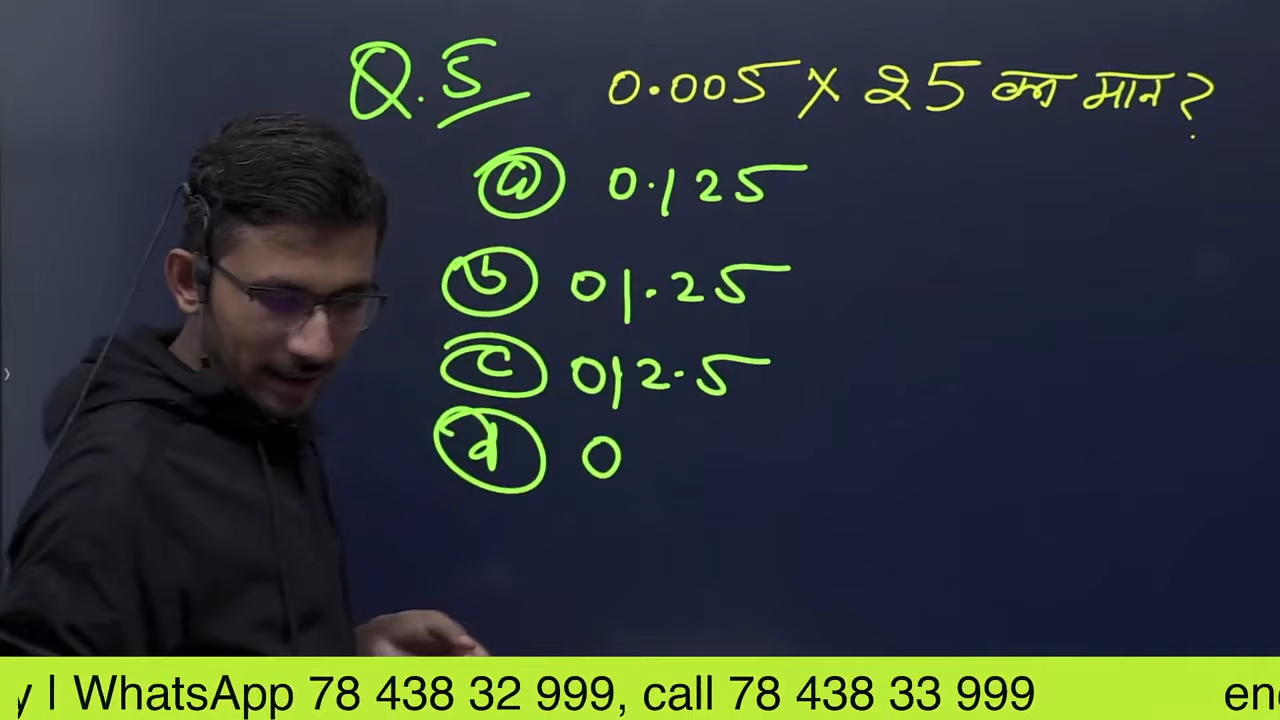 Q.5 0.005 × 25 का मान ?
(a) 0.125
(b) 01.25
(c) 012.5
(d) 0
y I WhatsApp 78 438 32 999, call 78 438 33 999